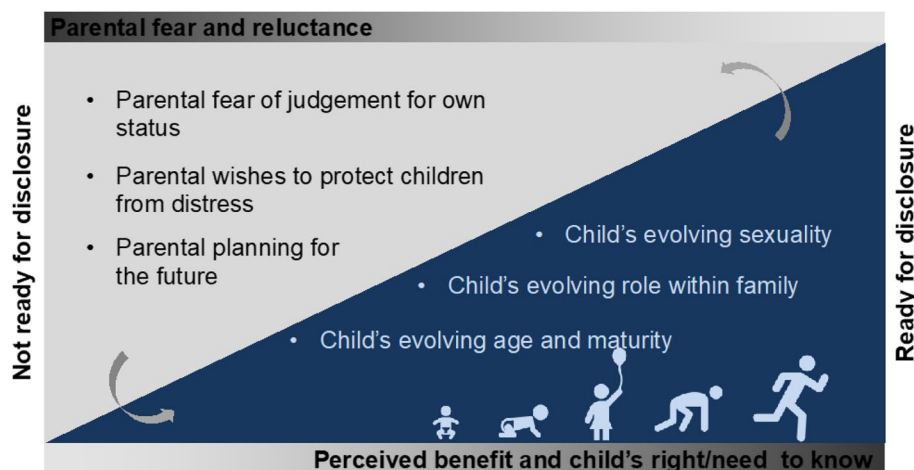 Parental fear and reluctance
Not ready for disclosure
• Parental fear of judgement for own
status
• Parental wishes to protect children
from distress
• Parental planning for
the future
• Child's evolving sexuality
• Child's evolving role within family
• Child's evolving age and maturity
Ready for disclosure
Perceived benefit and child's right/need to know